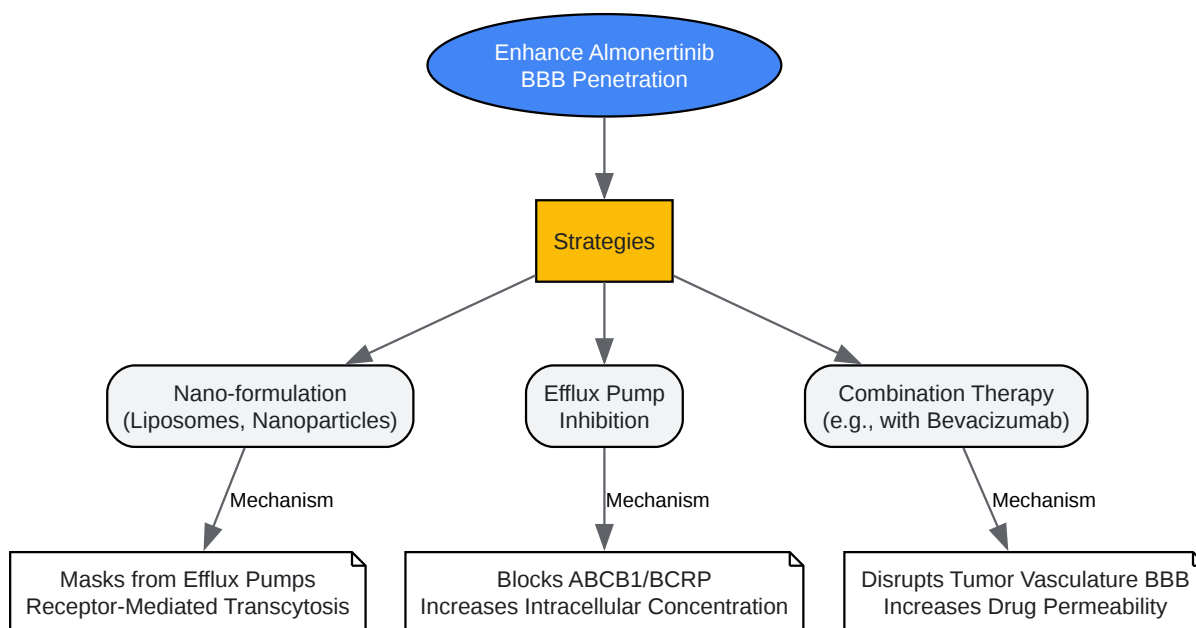 Enhance Almonertinib
BBB Penetration
Strategies
Nano-formulation
(Liposomes, Nanoparticles)
Efflux Pump
Inhibition
Combination Therapy
(e.g., with Bevacizumab)
Mechanism
Mechanism
Mechanism
Masks from Efflux Pumps
Receptor-Mediated Transcytosis
Blocks ABCB1/BCRP
Increases Intracellular Concentration
Disrupts Tumor Vasculature BBB
Increases Drug Permeability